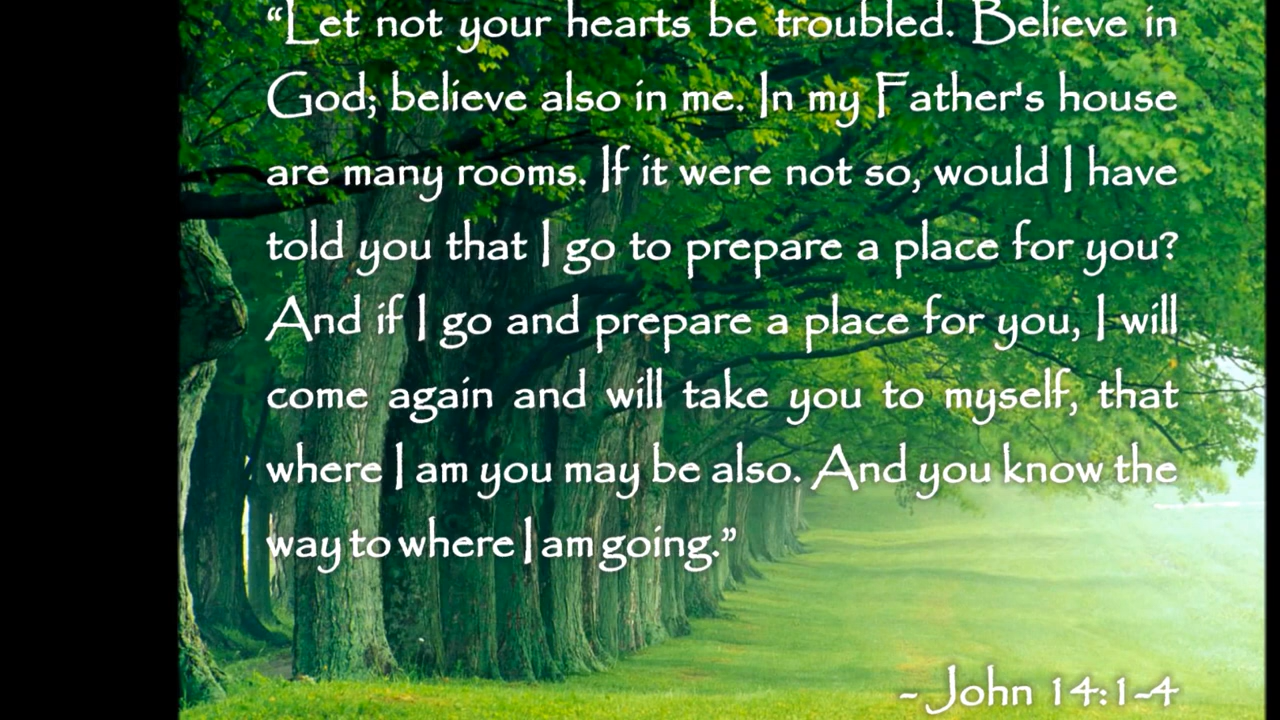 “Let not your hearts be troubled. Believe in
God; believe also in me. In my Father's house
are many rooms. If it were not so, would I have
told you that I go to prepare a place for you?
And if I go and prepare a place for you, I will
come again and will take you to myself, that
where I am you may be also. And you know the
way to where I am going.”
- John 14:1-4